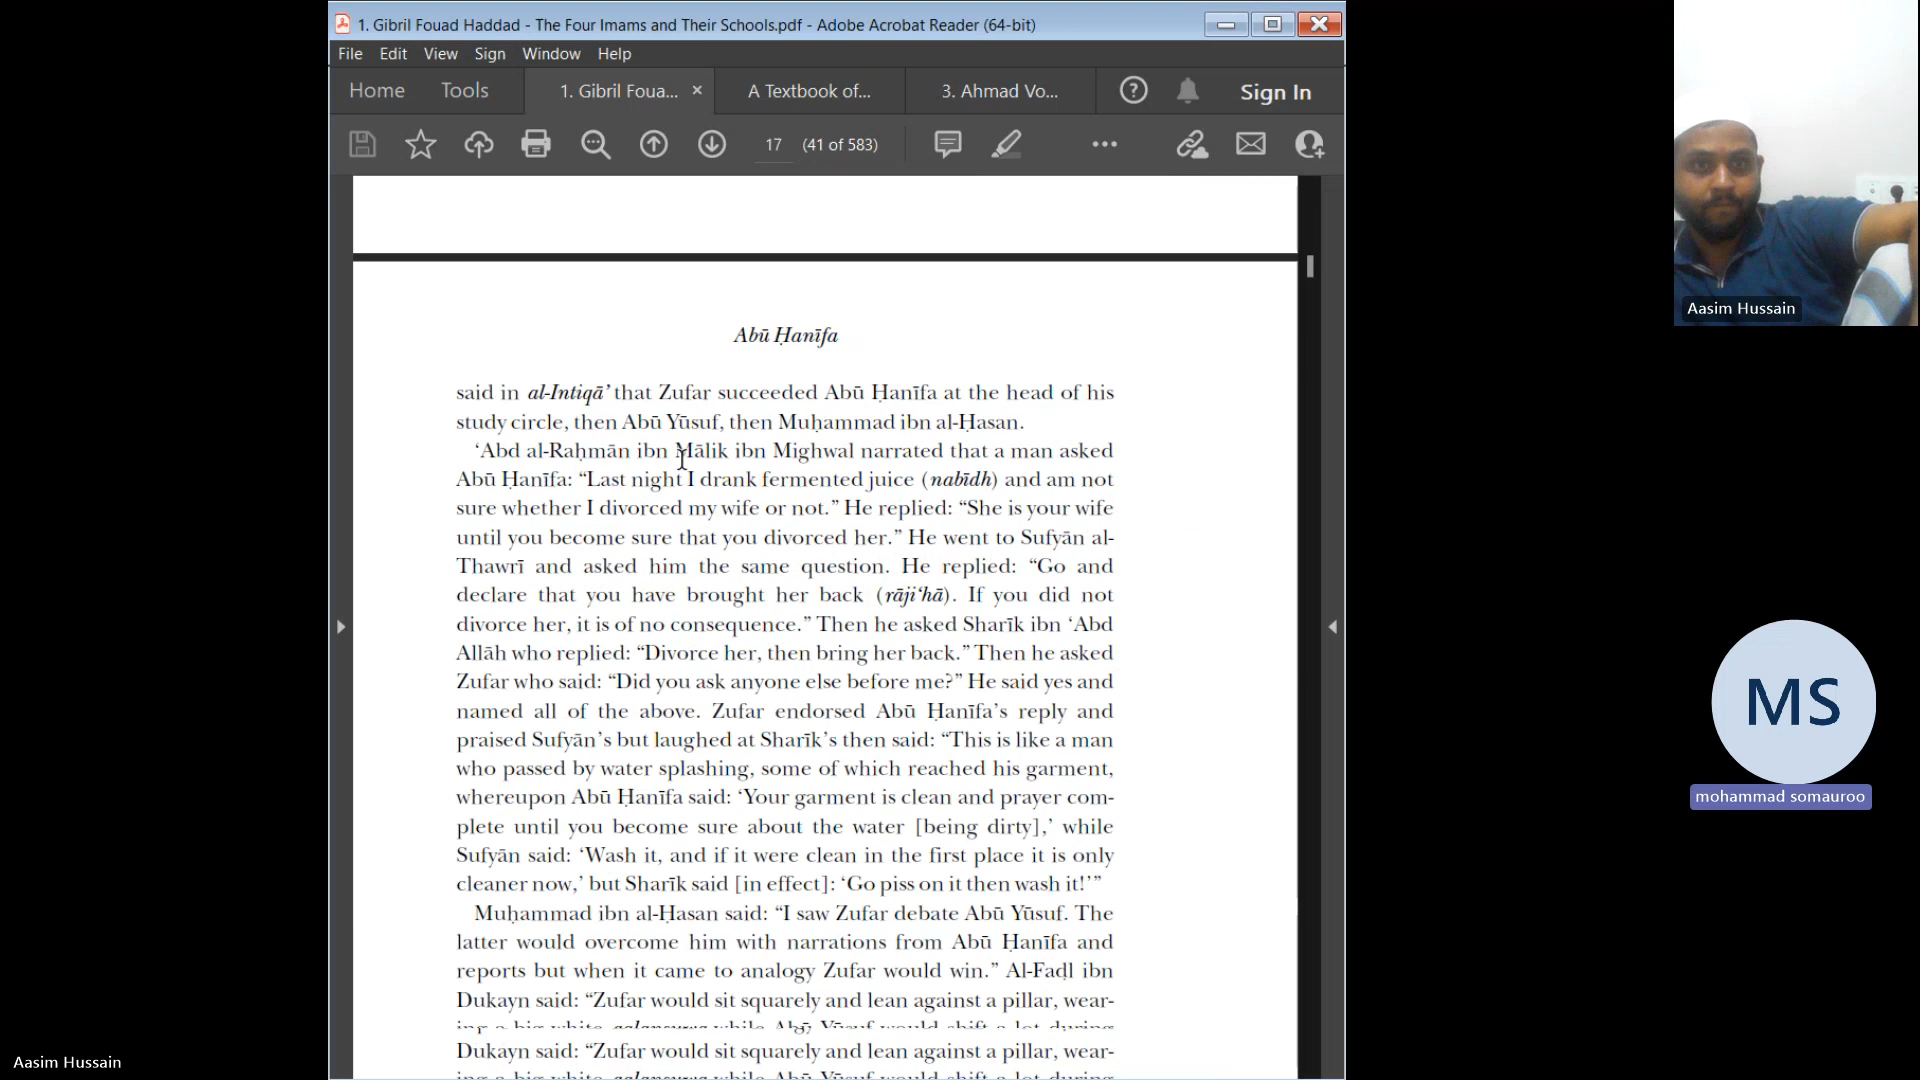 1. Gibril Fouad Haddad - The Four Imams and Their Schools.pdf - Adobe Acrobat Reader (64-bit)
File Edit View Sign Window Help
Home Tools 1. Gibril Foua... × A Textbook of... 3. Ahmad Vo... Sign In
17 (41 of 583)
Abū Ḥanīfa
said in al-Intiqā’ that Zufar succeeded Abū Ḥanīfa at the head of his
study circle, then Abū Yūsuf, then Muḥammad ibn al-Ḥasan.
‘Abd al-Raḥmān ibn Mālik ibn Mighwal narrated that a man asked
Abū Ḥanīfa: “Last night I drank fermented juice (nabīdh) and am not
sure whether I divorced my wife or not.” He replied: “She is your wife
until you become sure that you divorced her.” He went to Sufyān al-
Thawrī and asked him the same question. He replied: “Go and
declare that you have brought her back (rāji‘hā). If you did not
divorce her, it is of no consequence.” Then he asked Sharīk ibn ‘Abd
Allāh who replied: “Divorce her, then bring her back.” Then he asked
Zufar who said: “Did you ask anyone else before me?” He said yes and
named all of the above. Zufar endorsed Abū Ḥanīfa’s reply and
praised Sufyān’s but laughed at Sharīk’s then said: “This is like a man
who passed by water splashing, some of which reached his garment,
whereupon Abū Ḥanīfa said: ‘Your garment is clean and prayer com-
plete until you become sure about the water [being dirty],’ while
Sufyān said: ‘Wash it, and if it were clean in the first place it is only
cleaner now,’ but Sharīk said [in effect]: ‘Go piss on it then wash it!’”
Muḥammad ibn al-Ḥasan said: “I saw Zufar debate Abū Yūsuf. The
latter would overcome him with narrations from Abū Ḥanīfa and
reports but when it came to analogy Zufar would win.” Al-Faḍl ibn
Dukayn said: “Zufar would sit squarely and lean against a pillar, wear-
Dukayn said: “Zufar would sit squarely and lean against a pillar, wear-
Aasim Hussain
MS
mohammad somauroo
Aasim Hussain